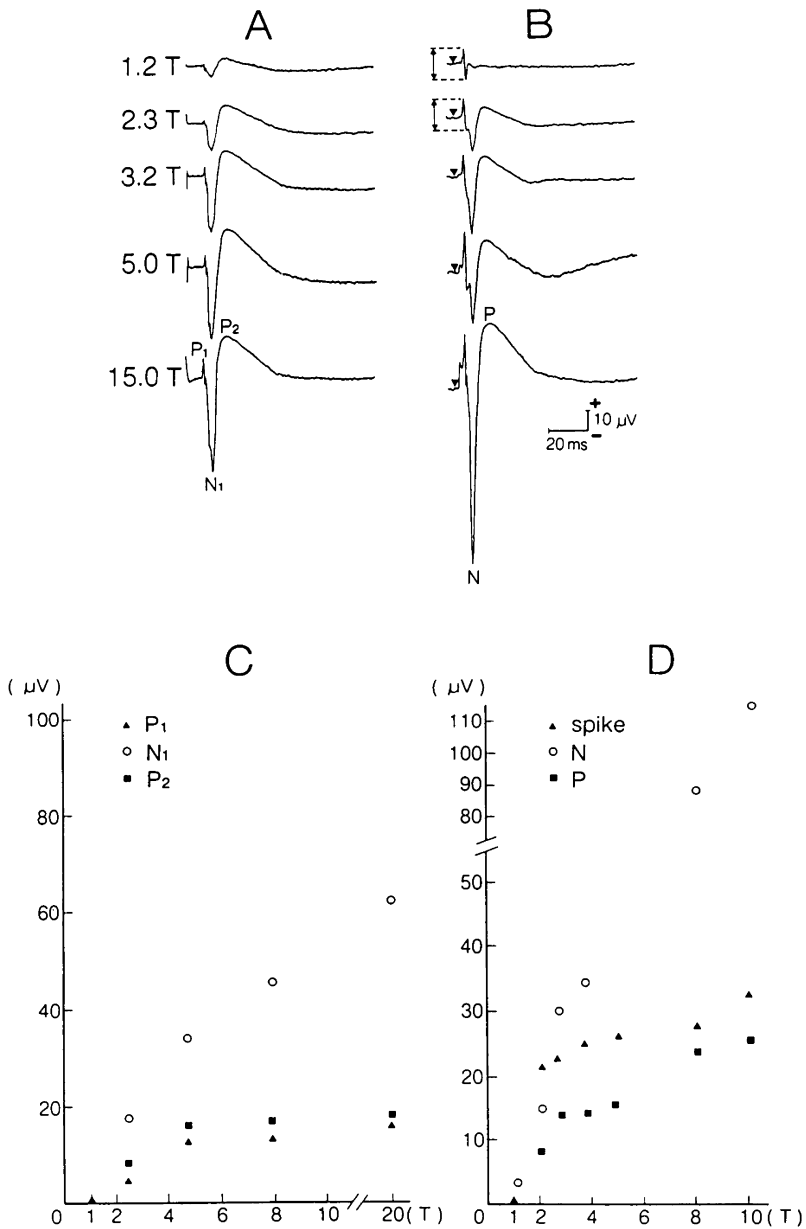 A
B
1.2 T
2.3 T
3.2 T
5.0 T
P2
P1
15.0 T
N1
P
+
10 µV
−
20 ms
N
C
D
( µV)
100
80
60
40
20
0 1 2 4 6 8 10 20 (T)
▲ P1
○ N1
■ P2
(µV)
110
100
90
80
50
40
30
20
10
0 1 2 4 6 8 10 (T)
▲ spike
○ N
■ P